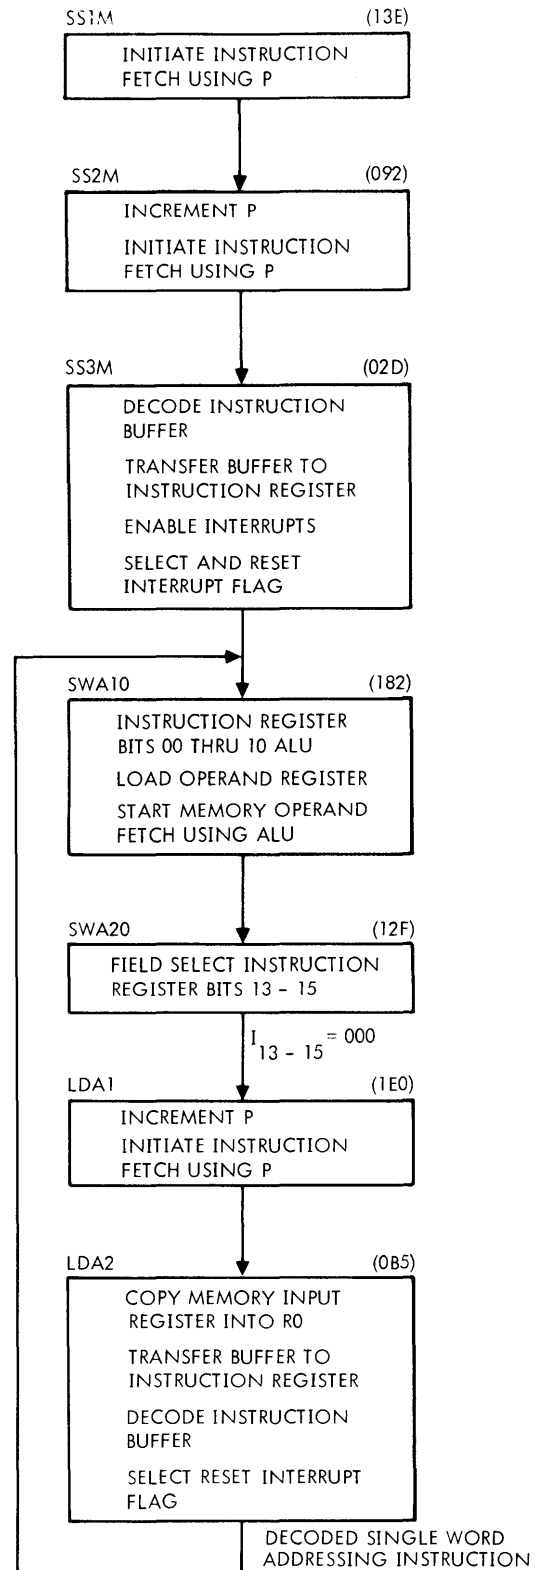 SS1M (13E)
INITIATE INSTRUCTION
FETCH USING P
SS2M (092)
INCREMENT P
INITIATE INSTRUCTION
FETCH USING P
SS3M (02D)
DECODE INSTRUCTION
BUFFER
TRANSFER BUFFER TO
INSTRUCTION REGISTER
ENABLE INTERRUPTS
SELECT AND RESET
INTERRUPT FLAG
SWA10 (182)
INSTRUCTION REGISTER
BITS 00 THRU 10 ALU
LOAD OPERAND REGISTER
START MEMORY OPERAND
FETCH USING ALU
SWA20 (12F)
FIELD SELECT INSTRUCTION
REGISTER BITS 13 - 15
I 13 - 15 = 000
LDA1 (1E0)
INCREMENT P
INITIATE INSTRUCTION
FETCH USING P
LDA2 (0B5)
COPY MEMORY INPUT
REGISTER INTO R0
TRANSFER BUFFER TO
INSTRUCTION REGISTER
DECODE INSTRUCTION
BUFFER
SELECT RESET INTERRUPT
FLAG
DECODED SINGLE WORD
ADDRESSING INSTRUCTION